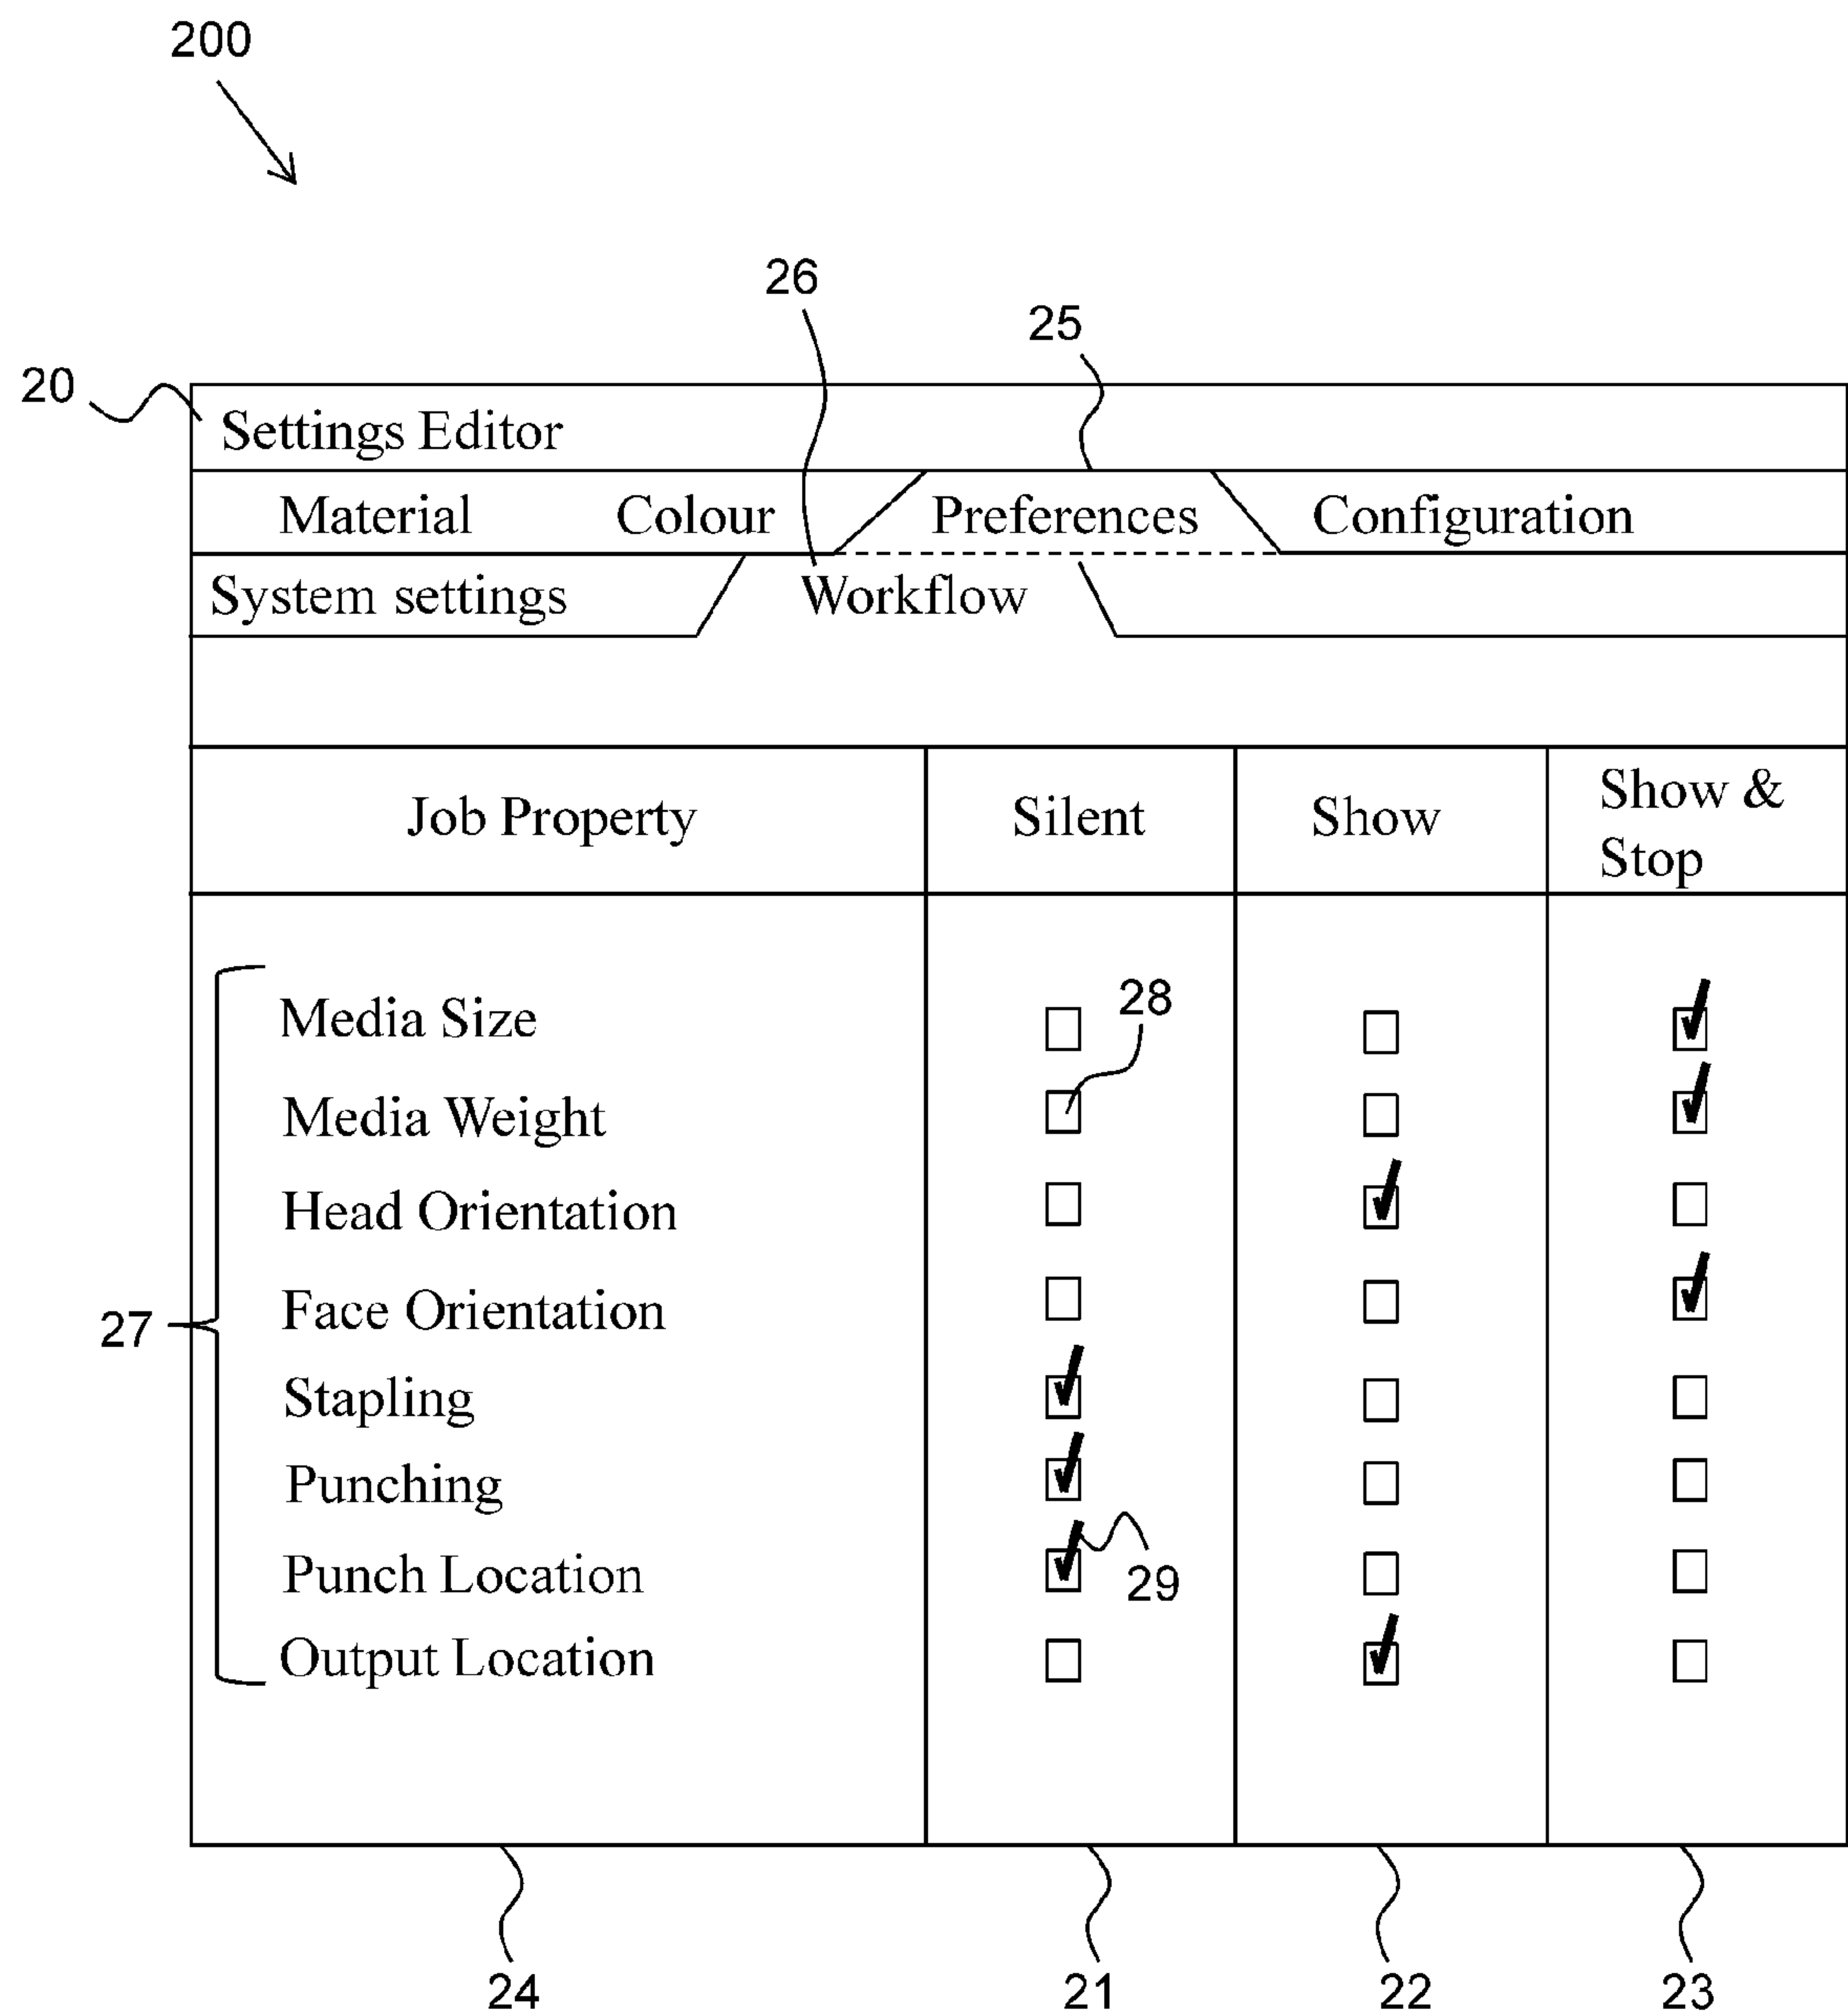 200
26
25
20
Settings Editor
Material Colour Preferences Configuration
System settings Workflow
Job Property Silent Show Show &
Stop
Media Size
28
Media Weight
Head Orientation
Face Orientation
27
Stapling
Punching
Punch Location
29
Output Location
24 21 22 23